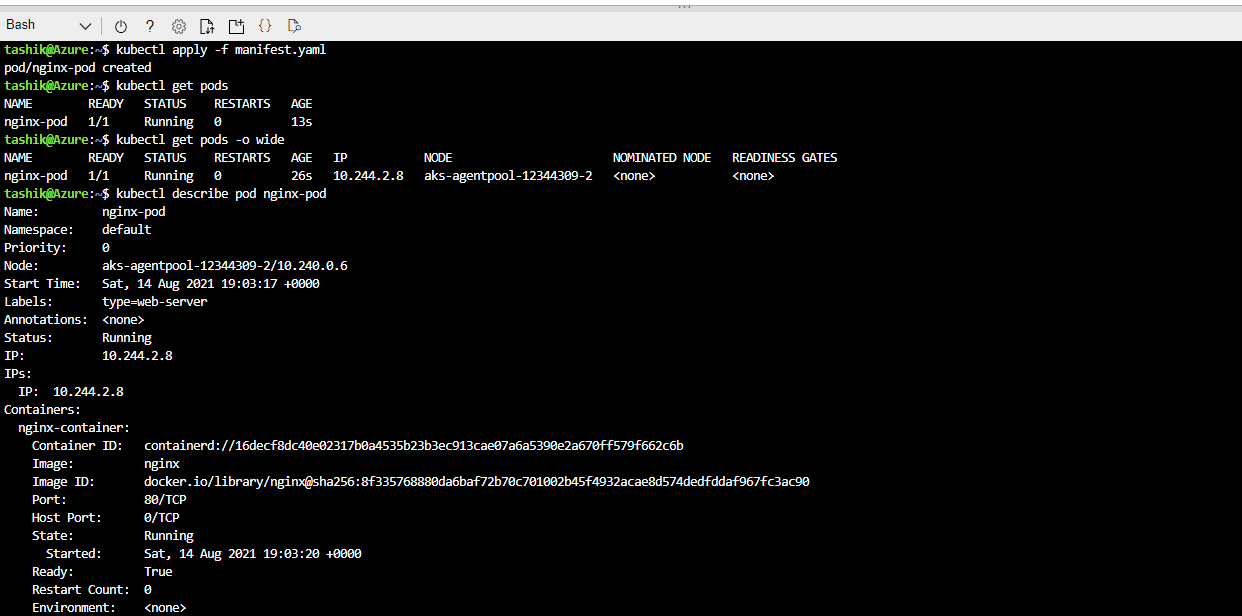 Bash
tashik@Azure:~$ kubectl apply -f manifest.yaml
pod/nginx-pod created
tashik@Azure:~$ kubectl get pods
NAME        READY   STATUS    RESTARTS   AGE
nginx-pod   1/1     Running   0          13s
tashik@Azure:~$ kubectl get pods -o wide
NAME        READY   STATUS    RESTARTS   AGE   IP           NODE                       NOMINATED NODE   READINESS GATES
nginx-pod   1/1     Running   0          26s   10.244.2.8   aks-agentpool-12344309-2   <none>           <none>
tashik@Azure:~$ kubectl describe pod nginx-pod
Name:         nginx-pod
Namespace:    default
Priority:     0
Node:         aks-agentpool-12344309-2/10.240.0.6
Start Time:   Sat, 14 Aug 2021 19:03:17 +0000
Labels:       type=web-server
Annotations:  <none>
Status:       Running
IP:           10.244.2.8
IPs:
  IP:  10.244.2.8
Containers:
  nginx-container:
    Container ID:   containerd://16decf8dc40e02317b0a4535b23b3ec913cae07a6a5390e2a670ff579f662c6b
    Image:          nginx
    Image ID:       docker.io/library/nginx@sha256:8f335768880da6baf72b70c701002b45f4932acae8d574dedfddaf967fc3ac90
    Port:           80/TCP
    Host Port:      0/TCP
    State:          Running
      Started:      Sat, 14 Aug 2021 19:03:20 +0000
    Ready:          True
    Restart Count:  0
    Environment:    <none>